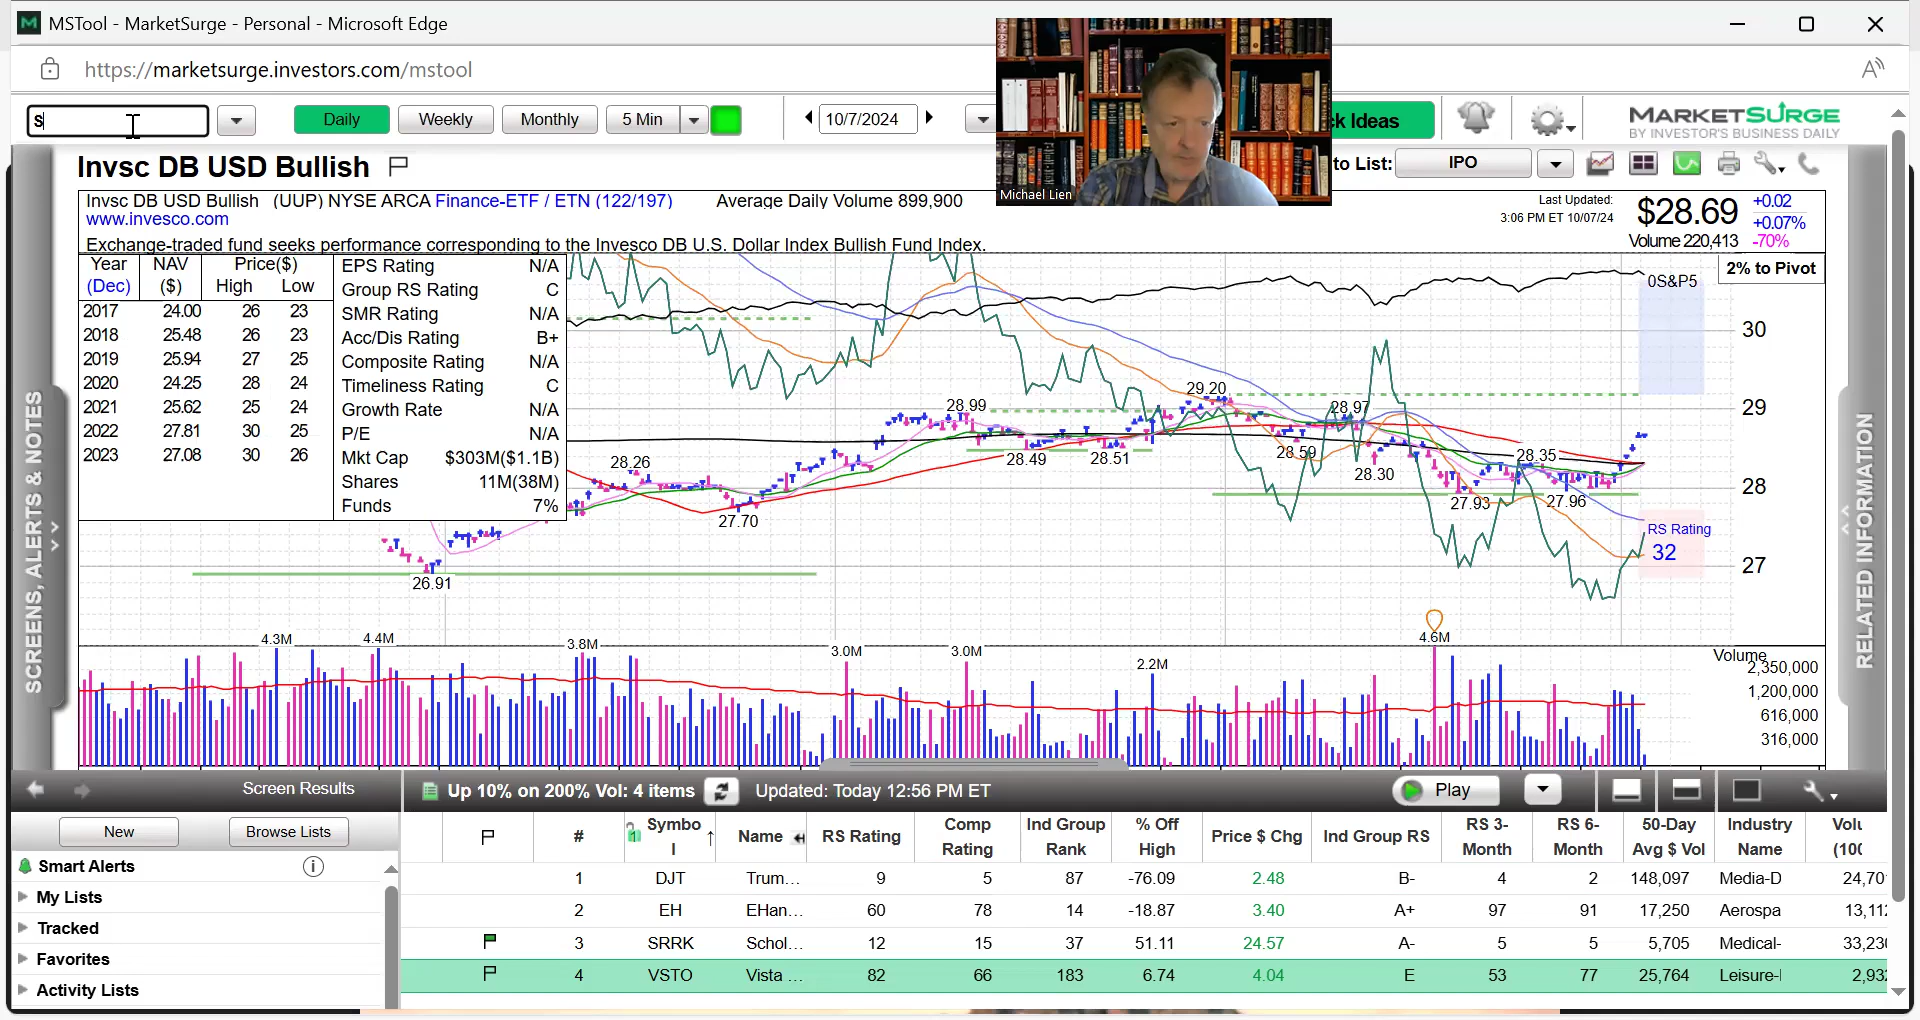 MSTool - MarketSurge - Personal - Microsoft Edge
https://marketsurge.investors.com/mstool
S
Daily
Weekly
Monthly
5 Min
10/7/2024
ck Ideas
MARKETSURGE
BY INVESTOR'S BUSINESS DAILY
Michael Lien
Invsc DB USD Bullish
to List:
IPO
Invsc DB USD Bullish (UUP) NYSE ARCA Finance-ETF / ETN (122/197) Average Daily Volume 899,900
www.invesco.com
Exchange-traded fund seeks performance corresponding to the Invesco DB U.S. Dollar Index Bullish Fund Index.
Last Updated:
3:06 PM ET 10/07/24
$28.69
+0.02
+0.07%
Volume 220,413 -70%
2% to Pivot
Year NAV Price($)
(Dec) ($) High Low
2017 24.00 26 23
2018 25.48 26 23
2019 25.94 27 25
2020 24.25 28 24
2021 25.62 25 24
2022 27.81 30 25
2023 27.08 30 26
EPS Rating N/A
Group RS Rating C
SMR Rating N/A
Acc/Dis Rating B+
Composite Rating N/A
Timeliness Rating C
Growth Rate N/A
P/E N/A
Mkt Cap $303M($1.1B)
Shares 11M(38M)
Funds 7%
0S&P5
30
29
28
27
29.20
28.99
28.97
28.26
28.49
28.51
28.59
28.30
28.35
27.70
27.93
27.96
26.91
RS Rating
32
4.3M
4.4M
3.8M
3.0M
3.0M
2.2M
4.6M
Volume
2,350,000
1,200,000
616,000
316,000
SCREENS, ALERTS & NOTES
RELATED INFORMATION
Screen Results
Up 10% on 200% Vol: 4 items
Updated: Today 12:56 PM ET
Play
New
Browse Lists
Smart Alerts
My Lists
Tracked
Favorites
Activity Lists
# Symbo Name RS Rating Comp Ind Group % Off Price $ Chg Ind Group RS RS 3- RS 6- 50-Day Industry Volu
l Rating Rank High Month Month Avg $ Vol Name (100
1 DJT Trum... 9 5 87 -76.09 2.48 B- 4 2 148,097 Media-D 24,70
2 EH EHan... 60 78 14 -18.87 3.40 A+ 97 91 17,250 Aerospa 13,112
3 SRRK Schol... 12 15 37 51.11 24.57 A- 5 5 5,705 Medical- 33,230
4 VSTO Vista ... 82 66 183 6.74 4.04 E 53 77 25,764 Leisure-l 2,932